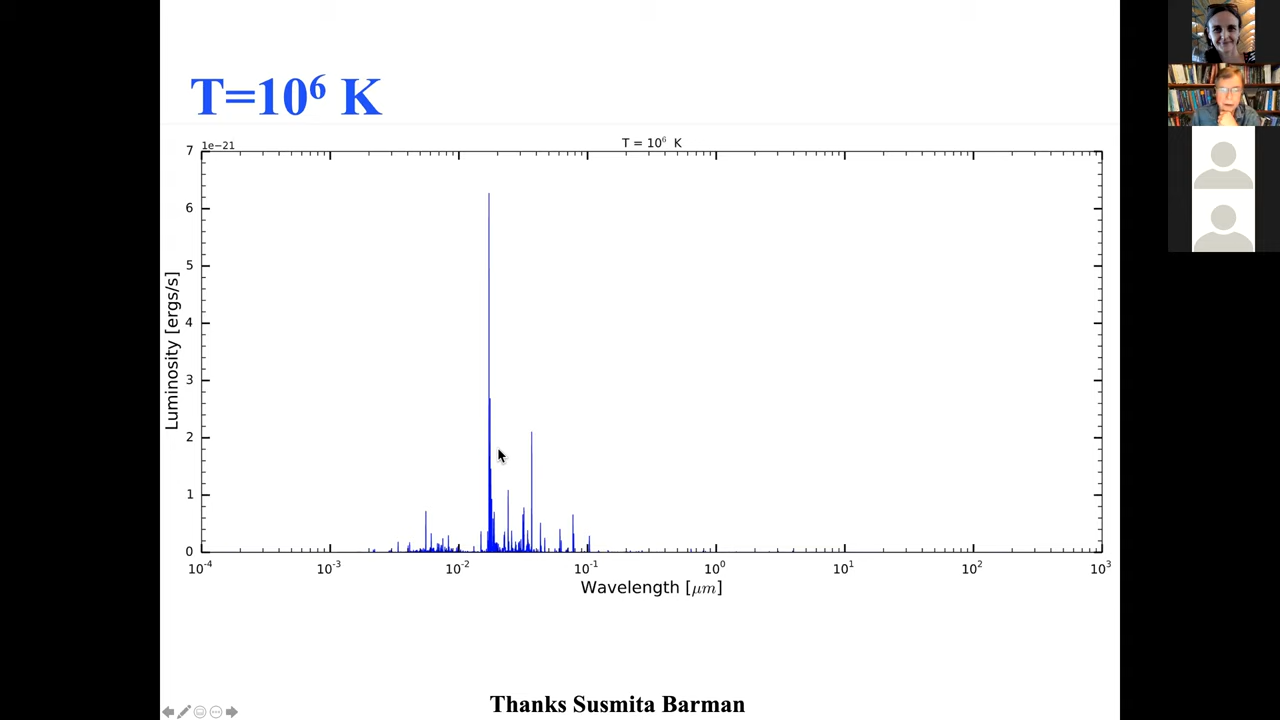 T=10⁶ K
1e−21
T = 10⁶ K
7
6
5
4
3
2
1
0
Luminosity [ergs/s]
10⁻⁴ 10⁻³ 10⁻² 10⁻¹ 10⁰ 10¹ 10² 10³
Wavelength [μm]
Thanks Susmita Barman